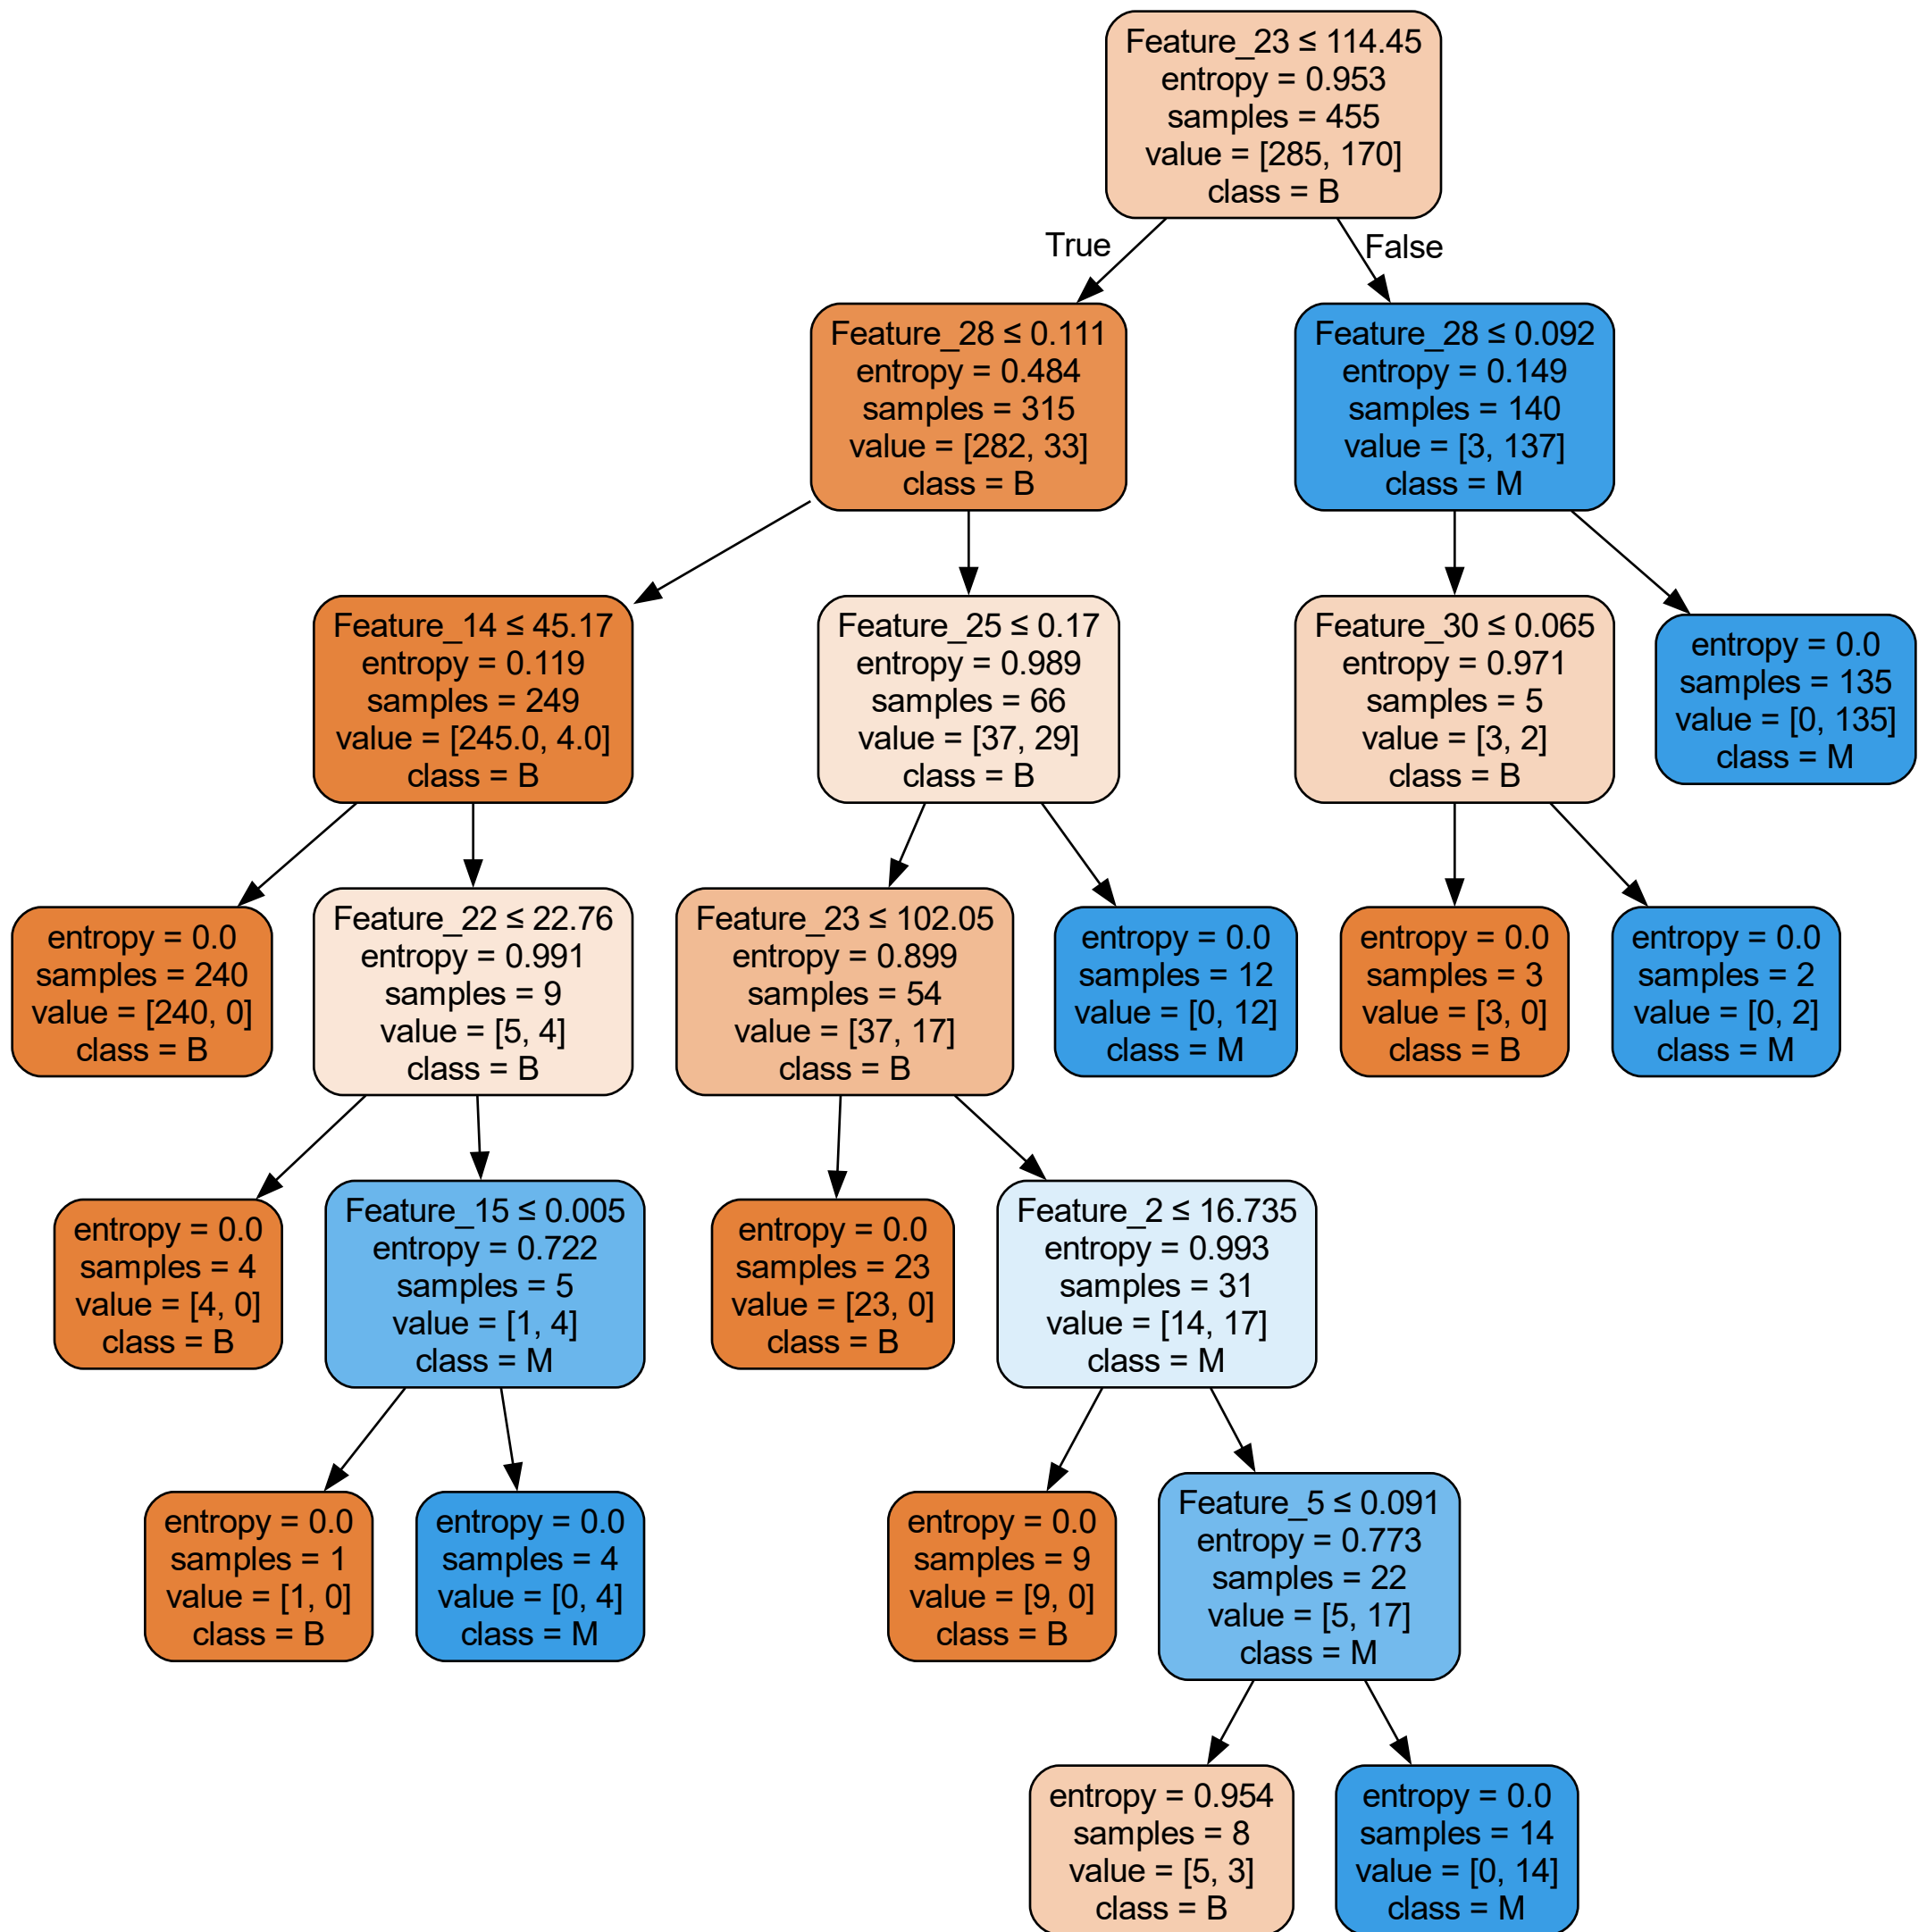 Feature_23 ≤ 114.45
entropy = 0.953
samples = 455
value = [285, 170]
class = B
True
False
Feature_28 ≤ 0.111
entropy = 0.484
samples = 315
value = [282, 33]
class = B
Feature_28 ≤ 0.092
entropy = 0.149
samples = 140
value = [3, 137]
class = M
Feature_14 ≤ 45.17
entropy = 0.119
samples = 249
value = [245.0, 4.0]
class = B
Feature_25 ≤ 0.17
entropy = 0.989
samples = 66
value = [37, 29]
class = B
Feature_30 ≤ 0.065
entropy = 0.971
samples = 5
value = [3, 2]
class = B
entropy = 0.0
samples = 135
value = [0, 135]
class = M
entropy = 0.0
samples = 240
value = [240, 0]
class = B
Feature_22 ≤ 22.76
entropy = 0.991
samples = 9
value = [5, 4]
class = B
Feature_23 ≤ 102.05
entropy = 0.899
samples = 54
value = [37, 17]
class = B
entropy = 0.0
samples = 12
value = [0, 12]
class = M
entropy = 0.0
samples = 3
value = [3, 0]
class = B
entropy = 0.0
samples = 2
value = [0, 2]
class = M
entropy = 0.0
samples = 4
value = [4, 0]
class = B
Feature_15 ≤ 0.005
entropy = 0.722
samples = 5
value = [1, 4]
class = M
entropy = 0.0
samples = 23
value = [23, 0]
class = B
Feature_2 ≤ 16.735
entropy = 0.993
samples = 31
value = [14, 17]
class = M
entropy = 0.0
samples = 1
value = [1, 0]
class = B
entropy = 0.0
samples = 4
value = [0, 4]
class = M
entropy = 0.0
samples = 9
value = [9, 0]
class = B
Feature_5 ≤ 0.091
entropy = 0.773
samples = 22
value = [5, 17]
class = M
entropy = 0.954
samples = 8
value = [5, 3]
class = B
entropy = 0.0
samples = 14
value = [0, 14]
class = M